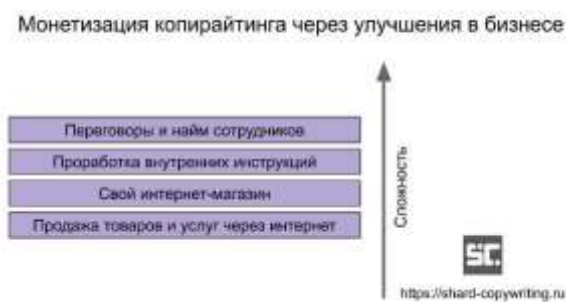 Монетизация копирайтинга через улучшения в бизнесе
Переговоры и найм сотрудников
Проработка внутренних инструкций
Свой интернет-магазин
Продажа товаров и услуг через интернет
Сложность
SC.
https://shard-copywriting.ru